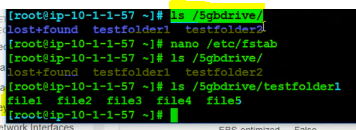 [root@ip-10-1-1-57 ~]# ls /5gbdrive/
lost+found  testfolder1  testfolder2
[root@ip-10-1-1-57 ~]# nano /etc/fstab
[root@ip-10-1-1-57 ~]# ls /5gbdrive/
lost+found  testfolder1  testfolder2
[root@ip-10-1-1-57 ~]# ls /5gbdrive/testfolder1
file1  file2  file3  file4  file5
[root@ip-10-1-1-57 ~]#
Network Interfaces EBS-optimized False